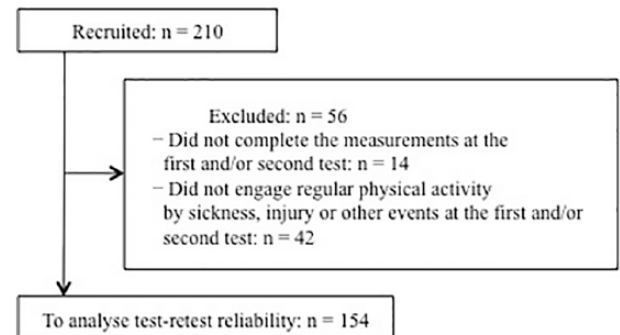 Recruited: n = 210
Excluded: n = 56
− Did not complete the measurements at the
first and/or second test: n = 14
− Did not engage regular physical activity
by sickness, injury or other events at the first and/or
second test: n = 42
To analyse test-retest reliability: n = 154